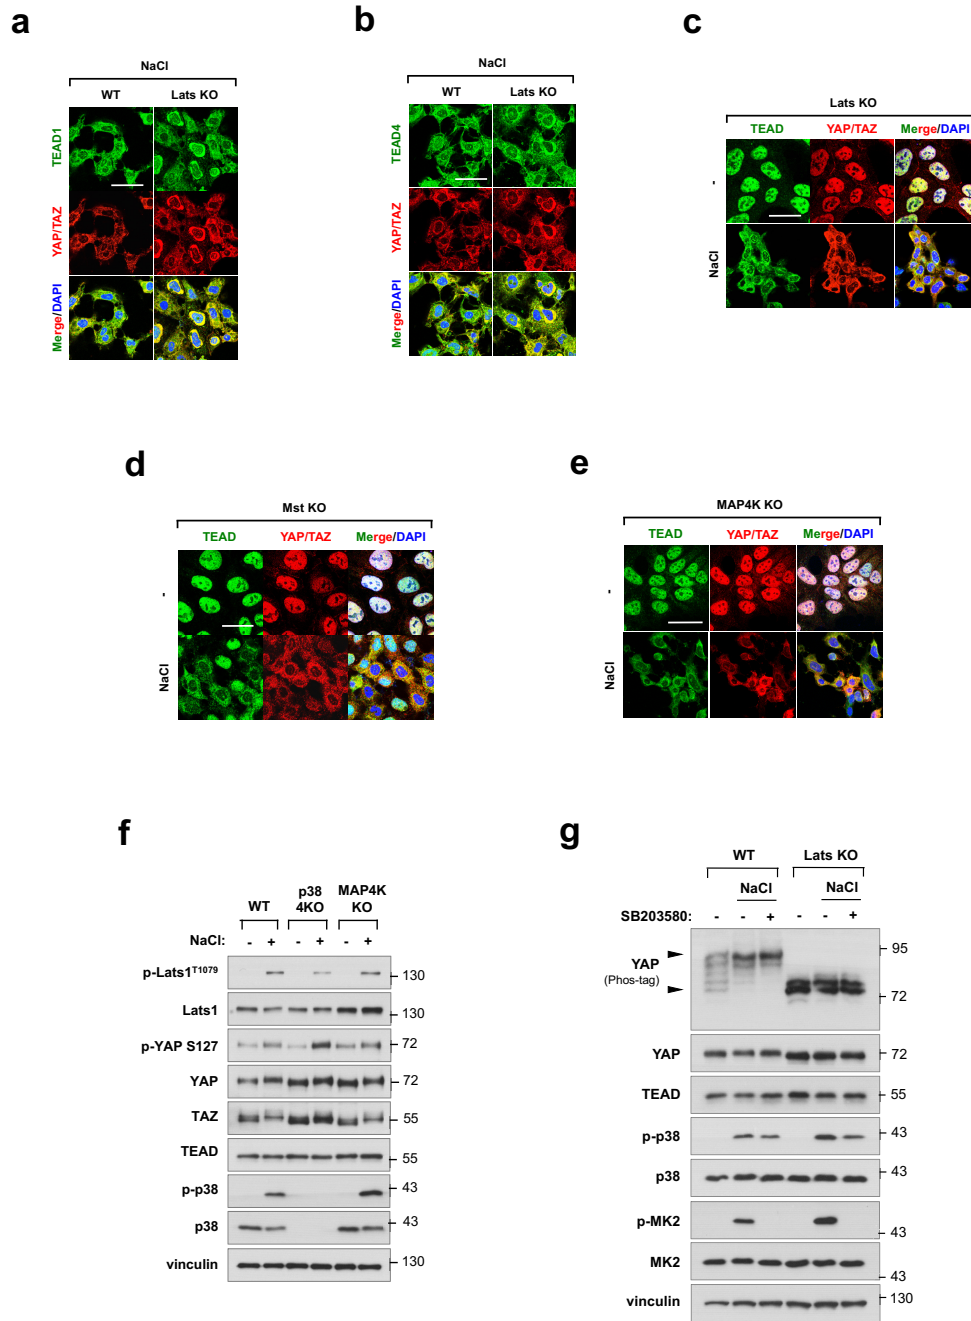 a
NaCl
WT Lats KO
TEAD1
YAP/TAZ
Merge/DAPI
b
NaCl
WT Lats KO
TEAD4
YAP/TAZ
Merge/DAPI
c
Lats KO
TEAD YAP/TAZ Merge/DAPI
-
NaCl
d
Mst KO
TEAD YAP/TAZ Merge/DAPI
-
NaCl
e
MAP4K KO
TEAD YAP/TAZ Merge/DAPI
-
NaCl
f
WT p38 4KO MAP4K KO
NaCl: - + - + - +
p-Lats1T1079 130
Lats1 130
p-YAP S127 72
YAP 72
TAZ 55
TEAD 55
p-p38 43
p38 43
vinculin 130
g
WT Lats KO
NaCl NaCl
SB203580: - - + - - +
YAP 95
(Phos-tag) 72
YAP 72
TEAD 55
p-p38 43
p38 43
p-MK2 43
MK2 43
vinculin 130